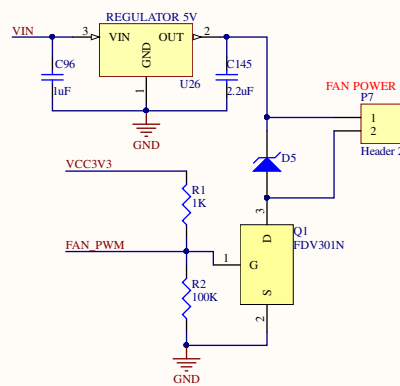 REGULATOR 5V
VIN
3
VIN
OUT
2
GND
C96
1uF
1
U26
C145
2.2uF
GND
FAN POWER
P7
1
2
Header 2
D5
VCC3V3
R1
1K
3
Q1
FDV301N
D
FAN_PWM
1
G
R2
100K
S
2
GND